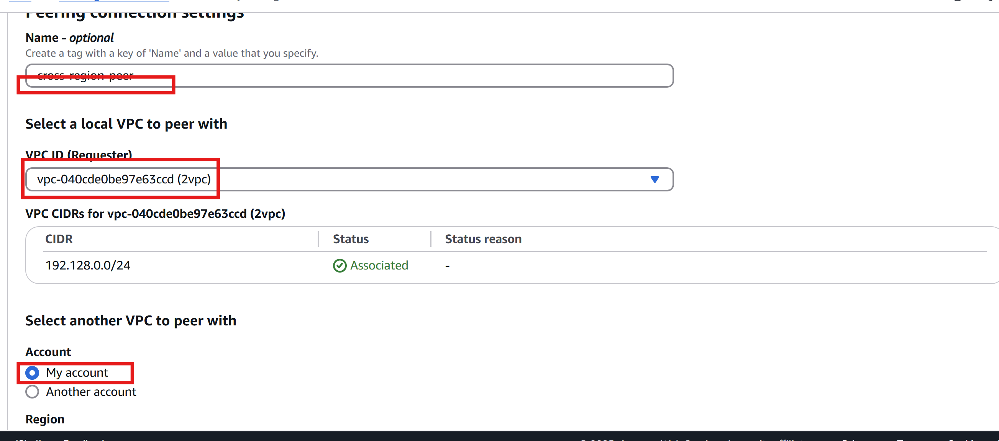 Peering connection settings
Name - optional
Create a tag with a key of 'Name' and a value that you specify.
cross-region-peer
Select a local VPC to peer with
VPC ID (Requester)
vpc-040cde0be97e63ccd (2vpc)
VPC CIDRs for vpc-040cde0be97e63ccd (2vpc)
CIDR Status Status reason
192.128.0.0/24 Associated -
Select another VPC to peer with
Account
My account
Another account
Region